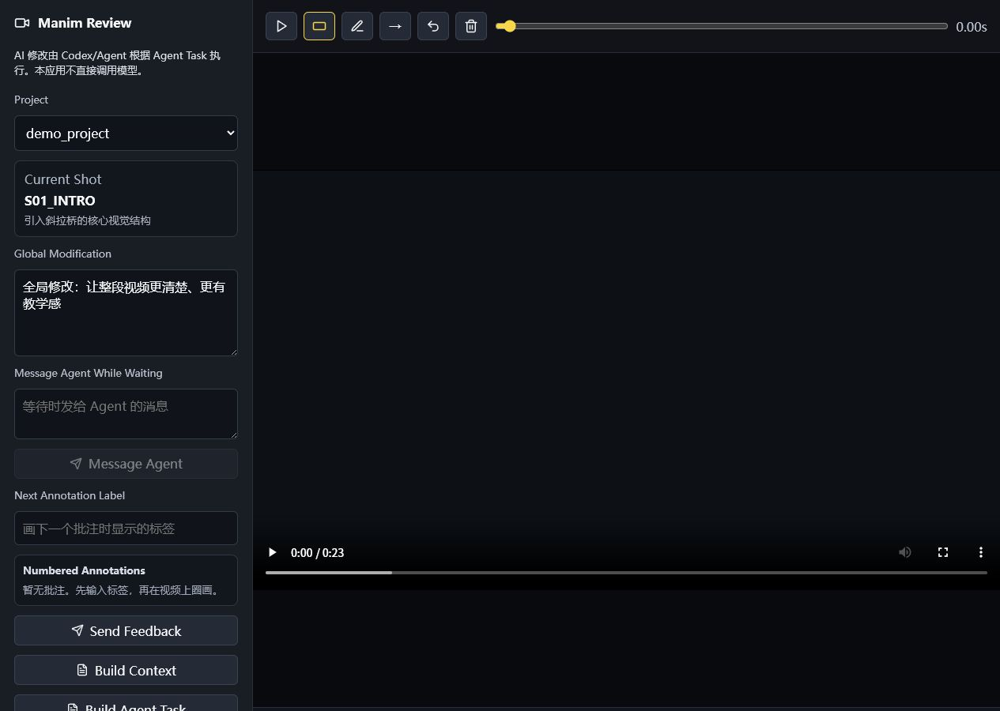 Manim Review
AI 修改由 Codex/Agent 根据 Agent Task 执
行。本应用不直接调用模型。
Project
demo_project
Current Shot
S01_INTRO
引入斜拉桥的核心视觉结构
Global Modification
全局修改：让整段视频更清楚、更有
教学感
Message Agent While Waiting
等待时发给 Agent 的消息
Message Agent
Next Annotation Label
画下一个批注时显示的标签
Numbered Annotations
暂无批注。先输入标签，再在视频上圈画。
Send Feedback
Build Context
Build Agent Task
0.00s
0:00 / 0:23